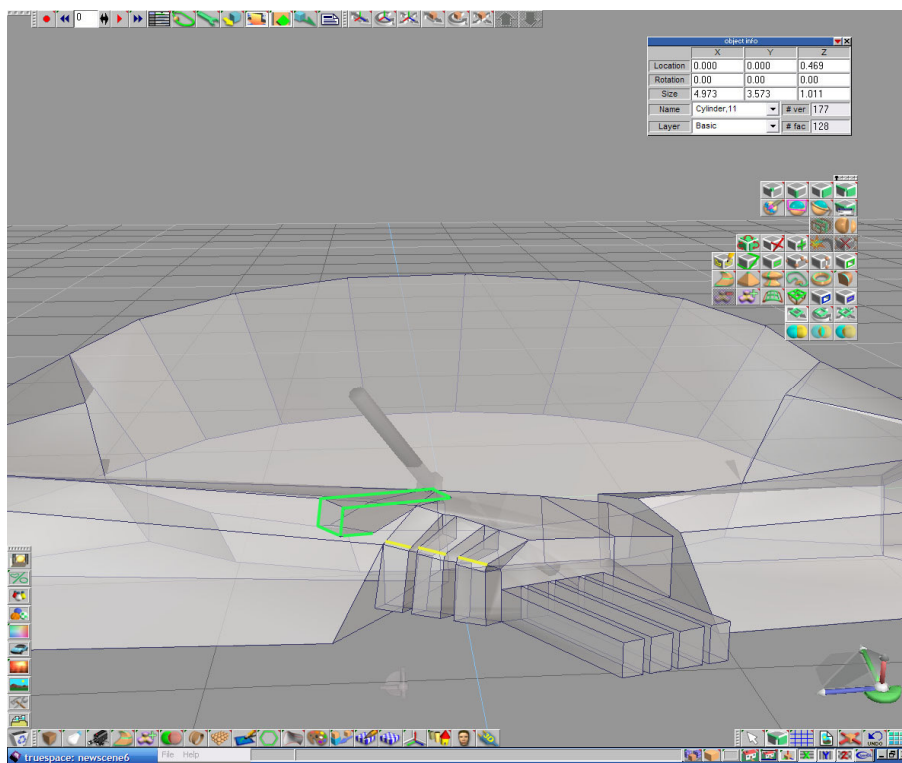 0
object info
X Y Z
Location 0.000 0.000 0.469
Rotation 0.00 0.00 0.00
Size 4.973 3.573 1.011
Name Cylinder,11 # ver 177
Layer Basic # fac 128
UNDO
truespace: newscene6 File Help